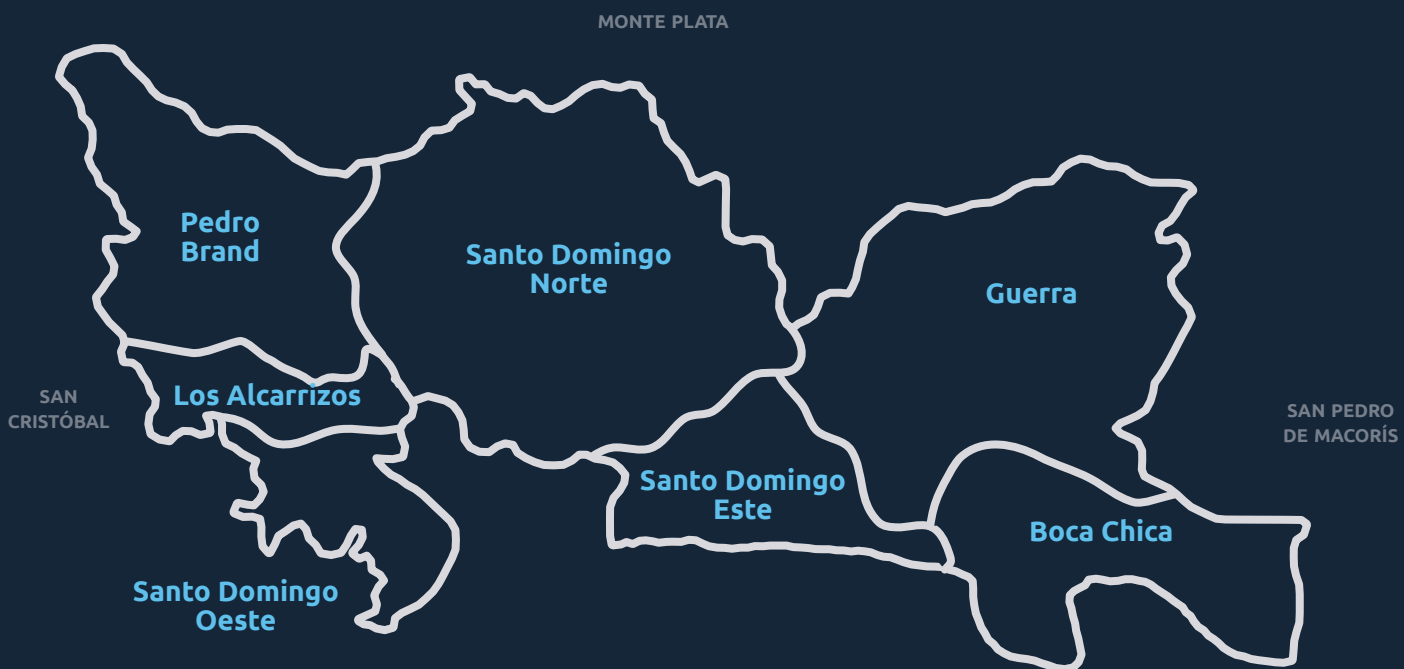 MONTE PLATA
Pedro
Brand
Santo Domingo
Norte
Guerra
Los Alcarrizos
SAN
CRISTÓBAL
SAN PEDRO
DE MACORÍS
Santo Domingo
Este
Boca Chica
Santo Domingo
Oeste